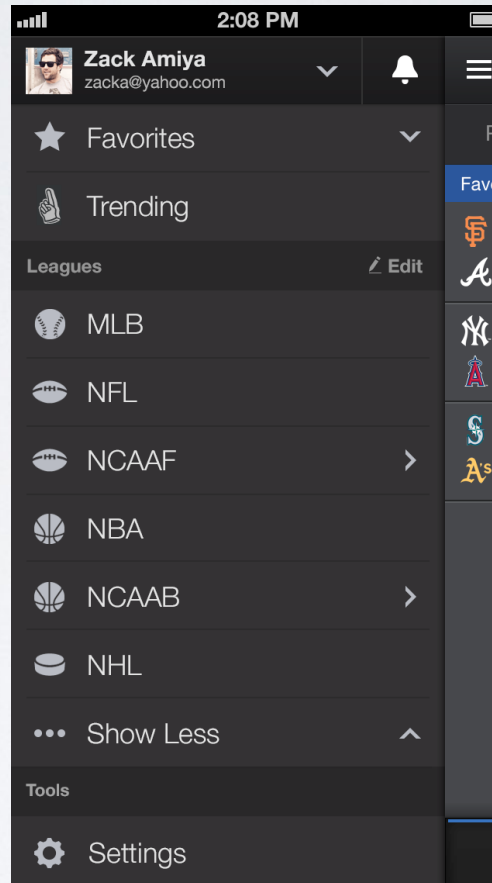 2:08 PM
Zack Amiya
zacka@yahoo.com
Favorites
Trending
Leagues
Edit
MLB
NFL
NCAAF
NBA
NCAAB
NHL
Show Less
Tools
Settings